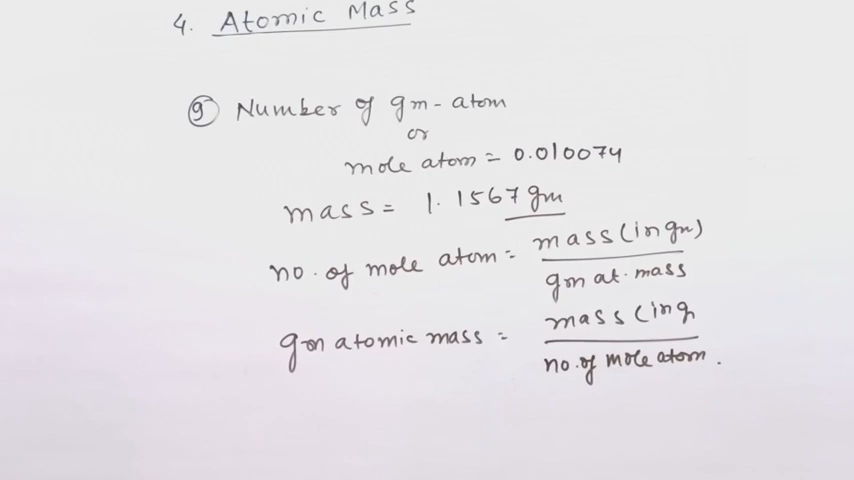 4. Atomic Mass
9 Number of gm-atom
or
mole atom = 0.010074
mass = 1.1567 gm
no. of mole atom = mass (in gm) / gm at. mass
gm atomic mass = mass (in g / no. of mole atom.